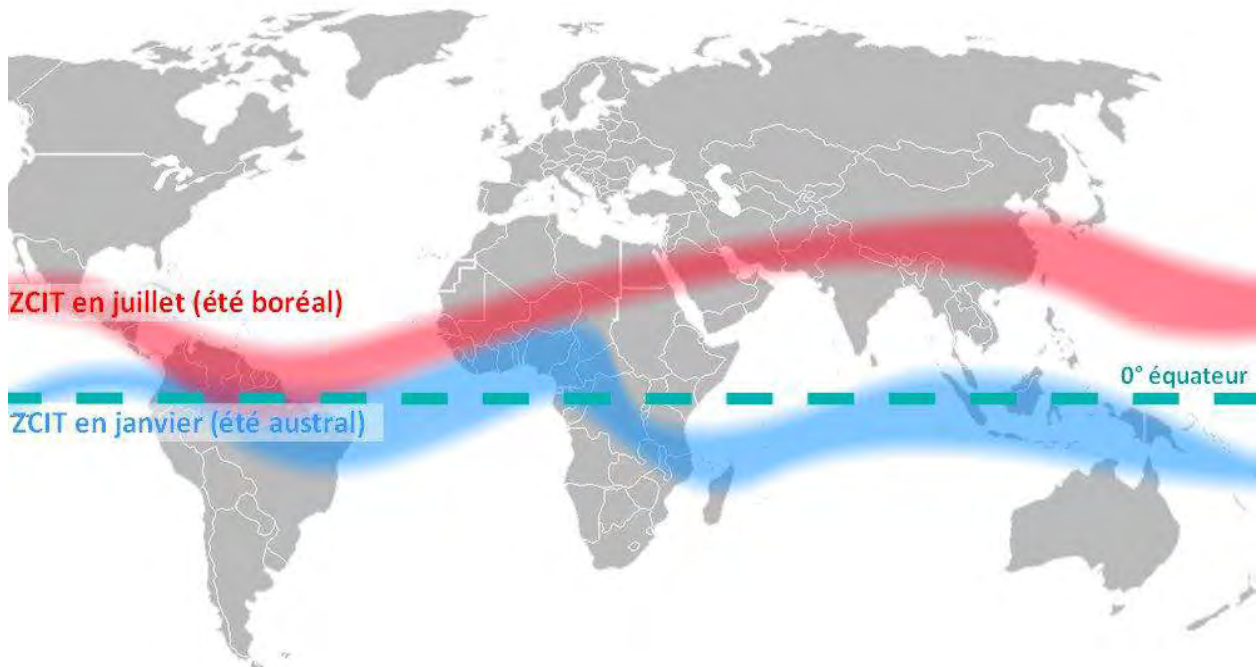 ZCIT en juillet (été boréal)
0° équateur
ZCIT en janvier (été austral)